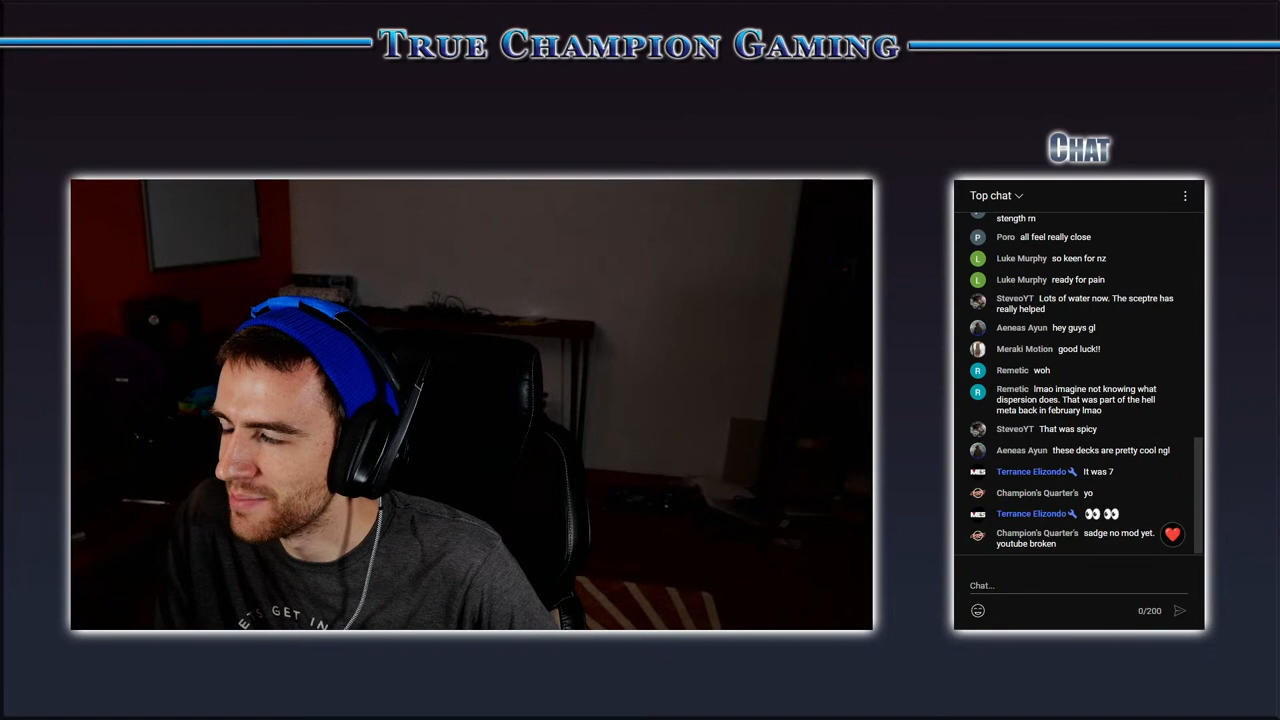 True Champion Gaming
Chat
Top chat
stength rn
P Poro all feel really close
L Luke Murphy so keen for nz
L Luke Murphy ready for pain
SteveoYT Lots of water now. The sceptre has
really helped
Aeneas Ayun hey guys gl
Meraki Motion good luck!!
R Remetic woh
R Remetic lmao imagine not knowing what
dispersion does. That was part of the hell
meta back in february lmao
SteveoYT That was spicy
Aeneas Ayun these decks are pretty cool ngl
MES Terrance Elizondo It was 7
Champion's Quarter's yo
MES Terrance Elizondo 👀 👀
Champion's Quarter's sadge no mod yet.
youtube broken
Chat...
0/200
LETS GET IN